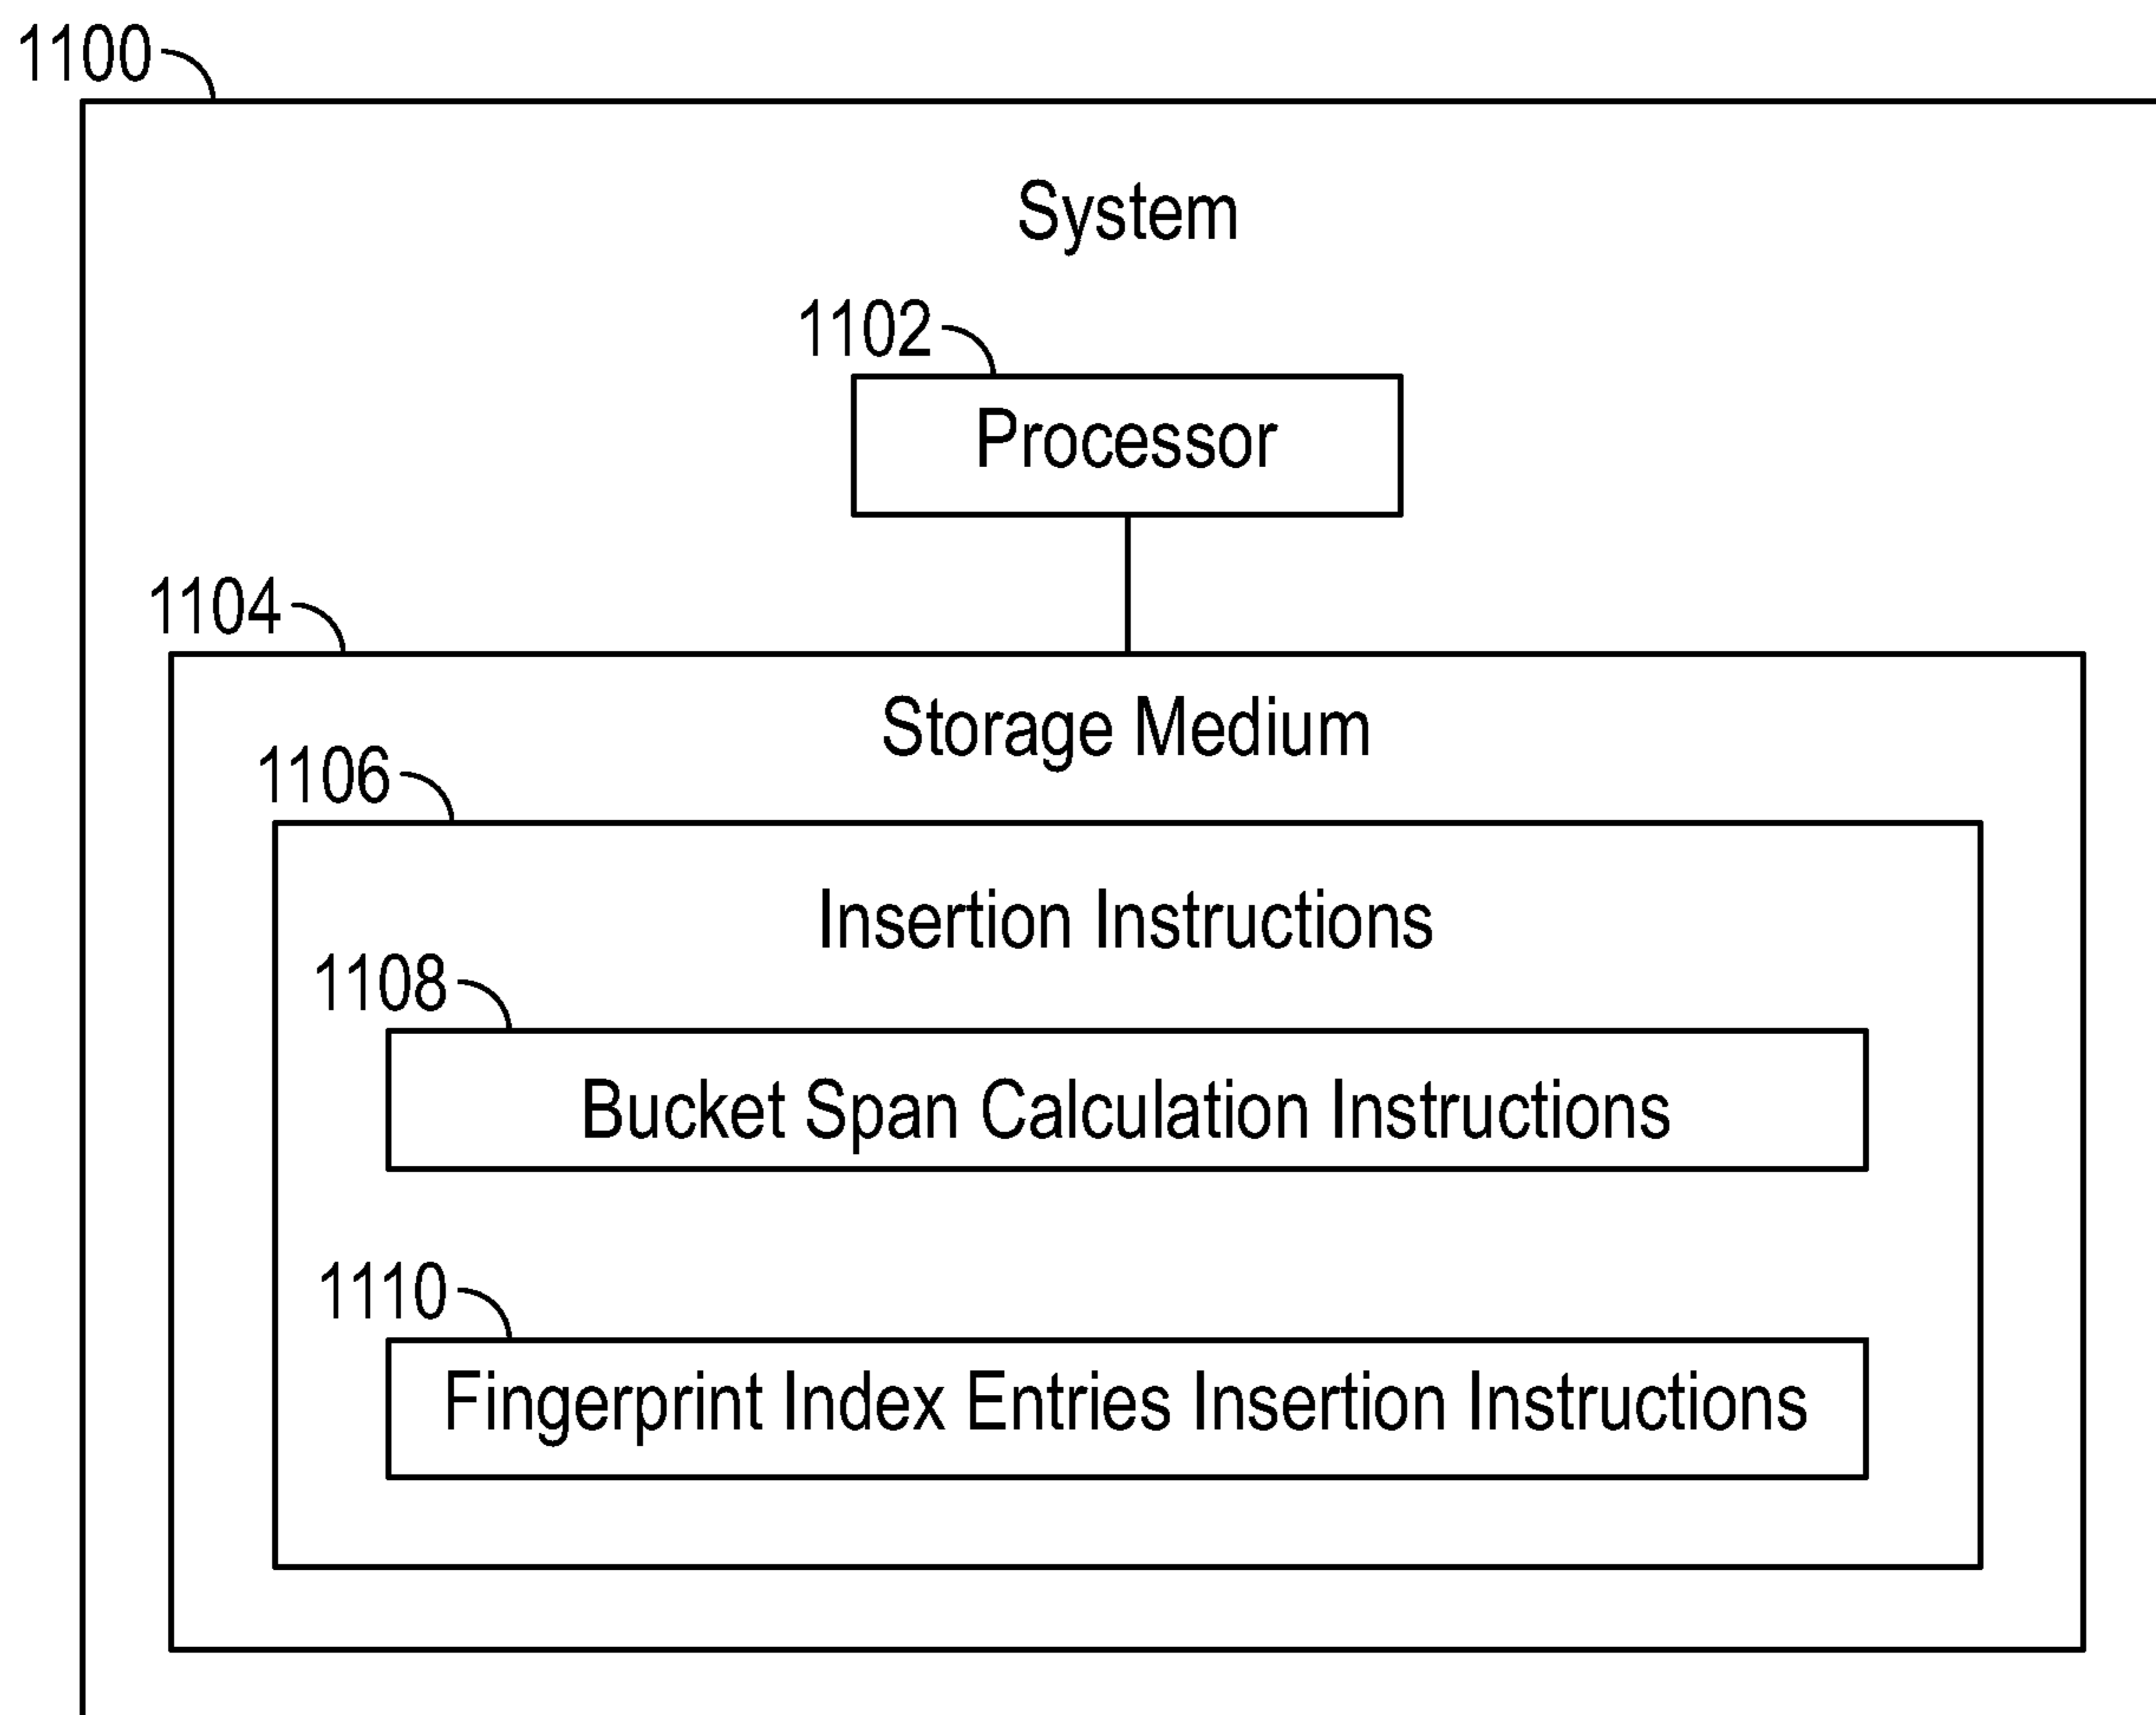 1100
System
1102
Processor
1104
Storage Medium
1106
Insertion Instructions
1108
Bucket Span Calculation Instructions
1110
Fingerprint Index Entries Insertion Instructions